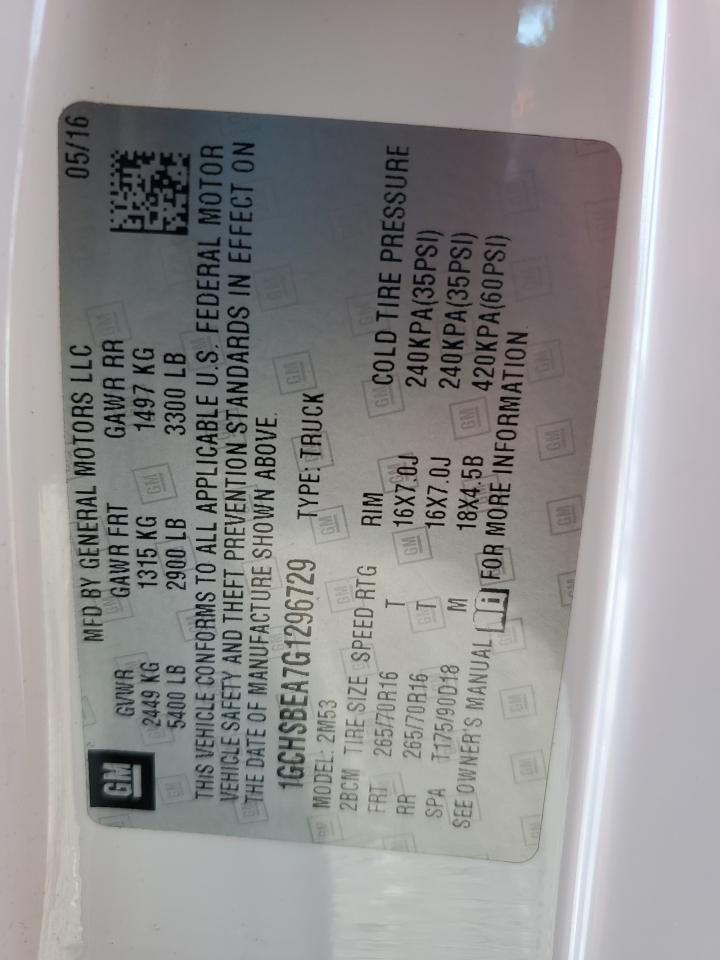 GM
MFD BY GENERAL MOTORS LLC 05/16
GVWR GAWR FRT GAWR RR
2449 KG 1315 KG 1497 KG
5400 LB 2900 LB 3300 LB
THIS VEHICLE CONFORMS TO ALL APPLICABLE U.S. FEDERAL MOTOR
VEHICLE SAFETY AND THEFT PREVENTION STANDARDS IN EFFECT ON
THE DATE OF MANUFACTURE SHOWN ABOVE.
1GCHSBEA7G1296729 TYPE: TRUCK
MODEL: 2M53
2BCM TIRE SIZE SPEED RTG RIM COLD TIRE PRESSURE
FRT 265/70R16 T 16X7.0J 240KPA(35PSI)
RR 265/70R16 T 16X7.0J 240KPA(35PSI)
SPA T175/90D18 M 18X4.5B 420KPA(60PSI)
SEE OWNER'S MANUAL FOR MORE INFORMATION.